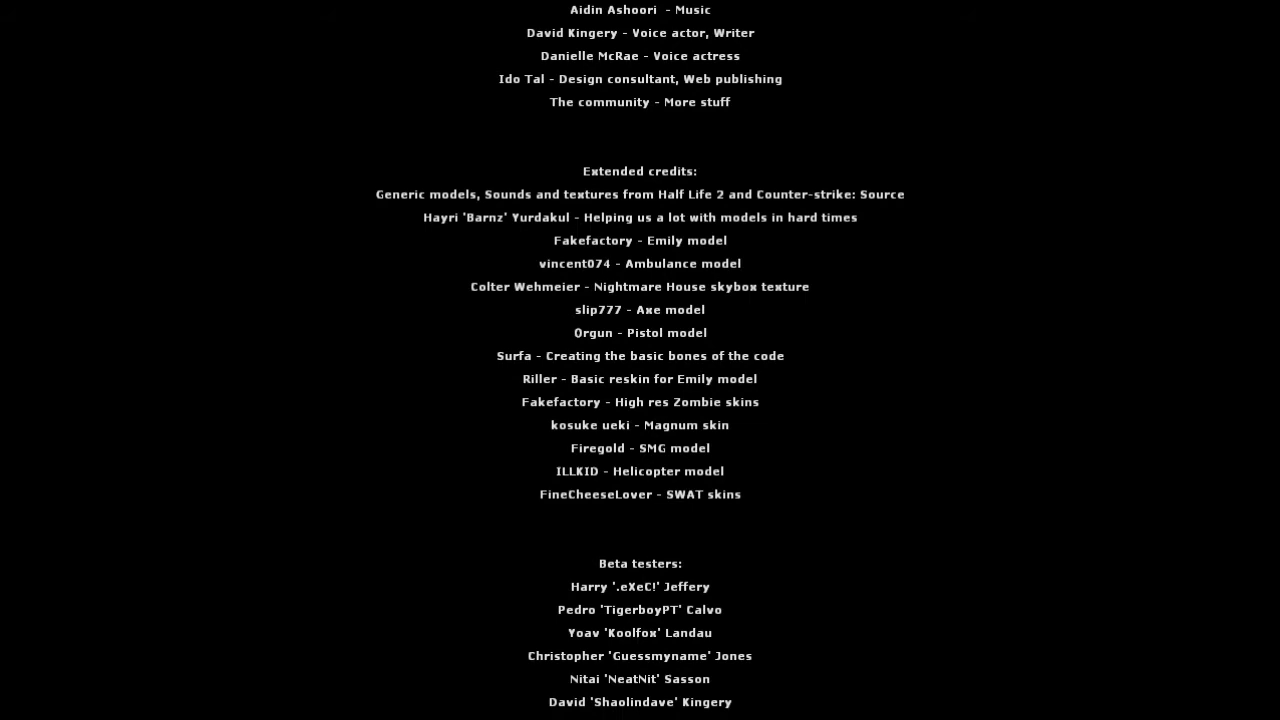 Aidin Ashoori  - Music
David Kingery - Voice actor, Writer
Danielle McRae - Voice actress
Ido Tal - Design consultant, Web publishing
The community - More stuff
Extended credits:
Generic models, Sounds and textures from Half Life 2 and Counter-strike: Source
Hayri 'Barnz' Yurdakul - Helping us a lot with models in hard times
Fakefactory - Emily model
vincent074 - Ambulance model
Colter Wehmeier - Nightmare House skybox texture
slip777 - Axe model
Qrgun - Pistol model
Surfa - Creating the basic bones of the code
Riller - Basic reskin for Emily model
Fakefactory - High res Zombie skins
kosuke ueki - Magnum skin
Firegold - SMG model
ILLKID - Helicopter model
FineCheeseLover - SWAT skins
Beta testers:
Harry '.eXeC!' Jeffery
Pedro 'TigerboyPT' Calvo
Yoav 'Koolfox' Landau
Christopher 'Guessmyname' Jones
Nitai 'NeatNit' Sasson
David 'Shaolindave' Kingery